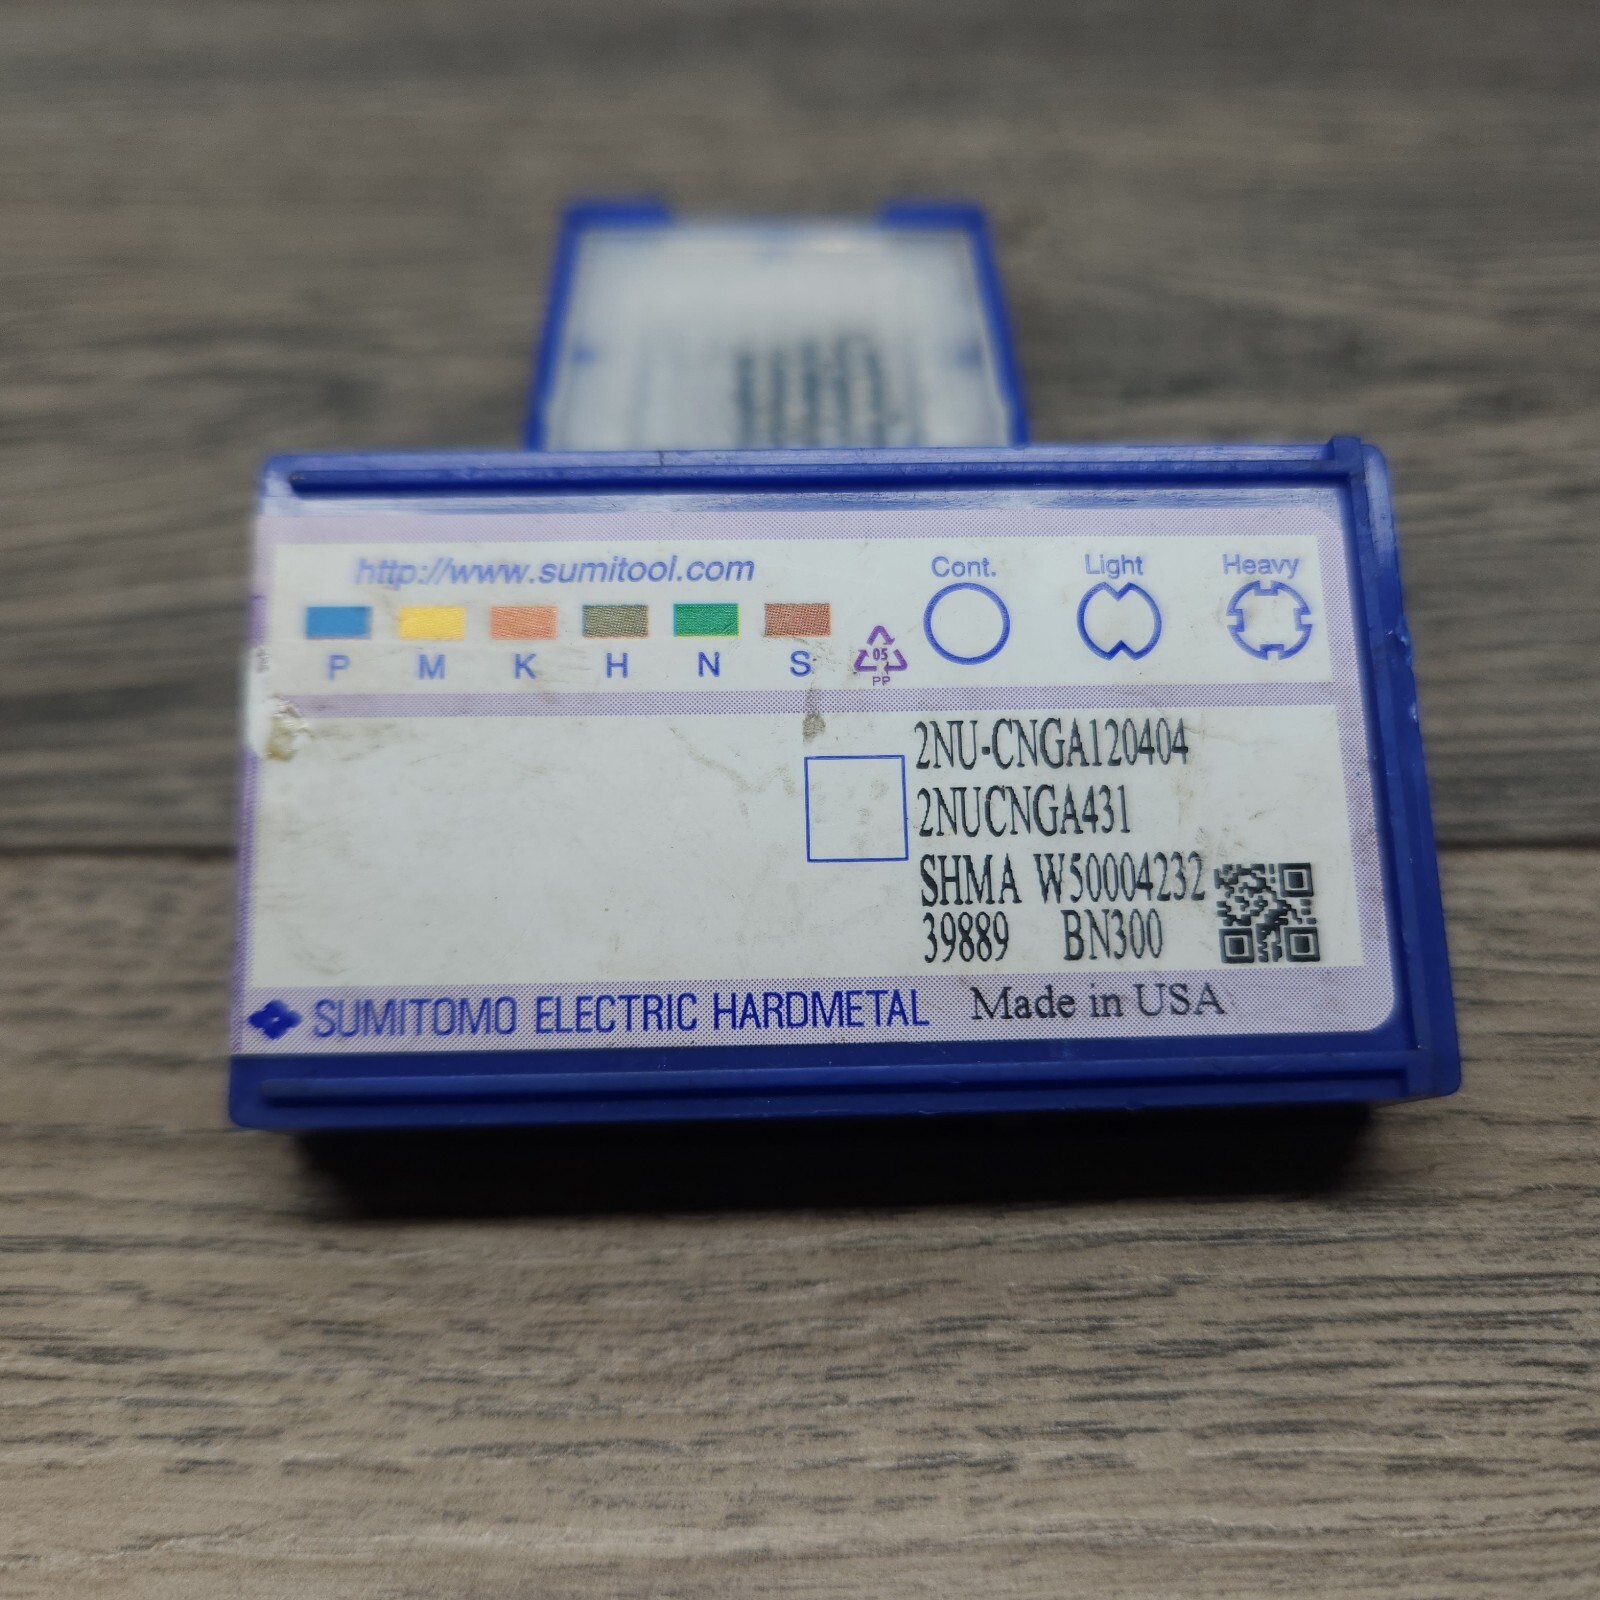 http://www.sumitool.com
Cont. Light Heavy
P M K H N S
05
PP
2NU-CNGA120404
2NUCNGA431
SHMA W50004232
39889 BN300
SUMITOMO ELECTRIC HARDMETAL Made in USA